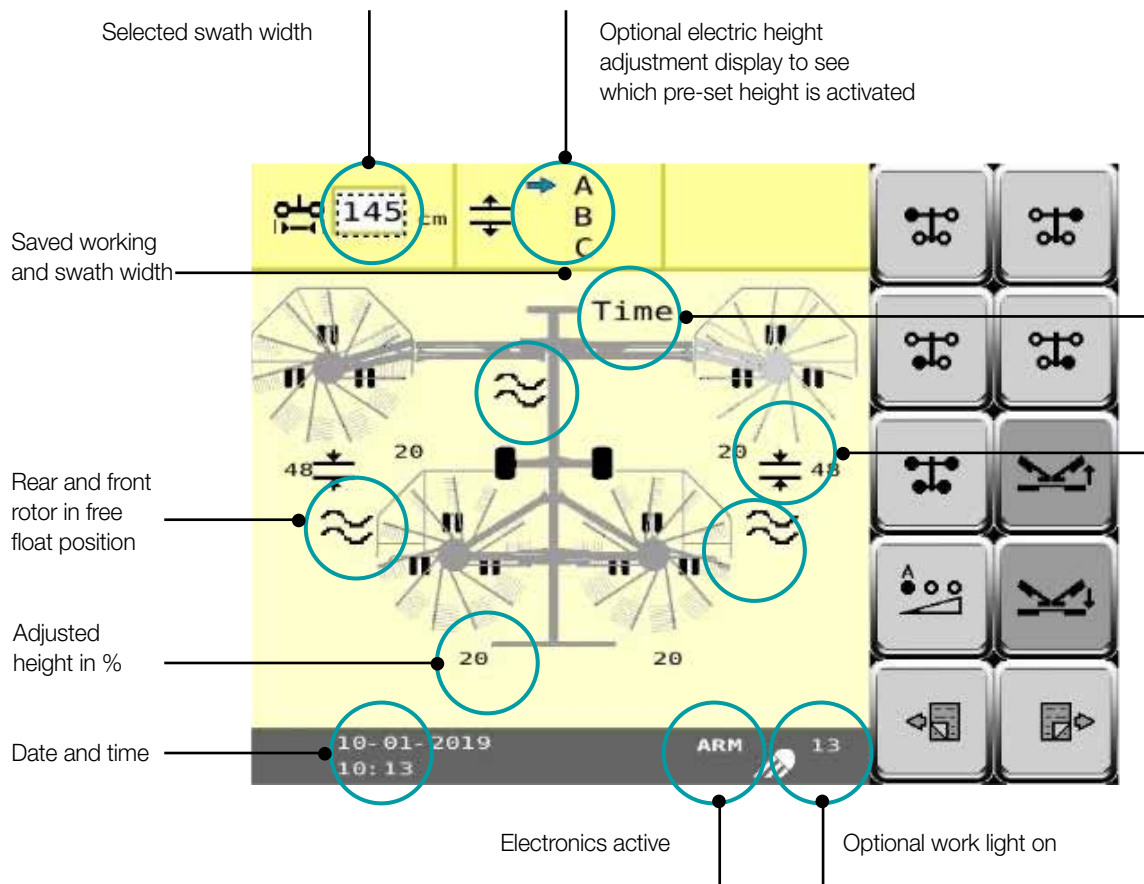 Selected swath width
Optional electric height
adjustment display to see
which pre-set height is activated
145 cm
A
B
C
Saved working
and swath width
Time
20
20
48
48
Rear and front
rotor in free
float position
A
Adjusted
height in %
20
20
Date and time
10-01-2019
10:13
ARM
13
Electronics active
Optional work light on